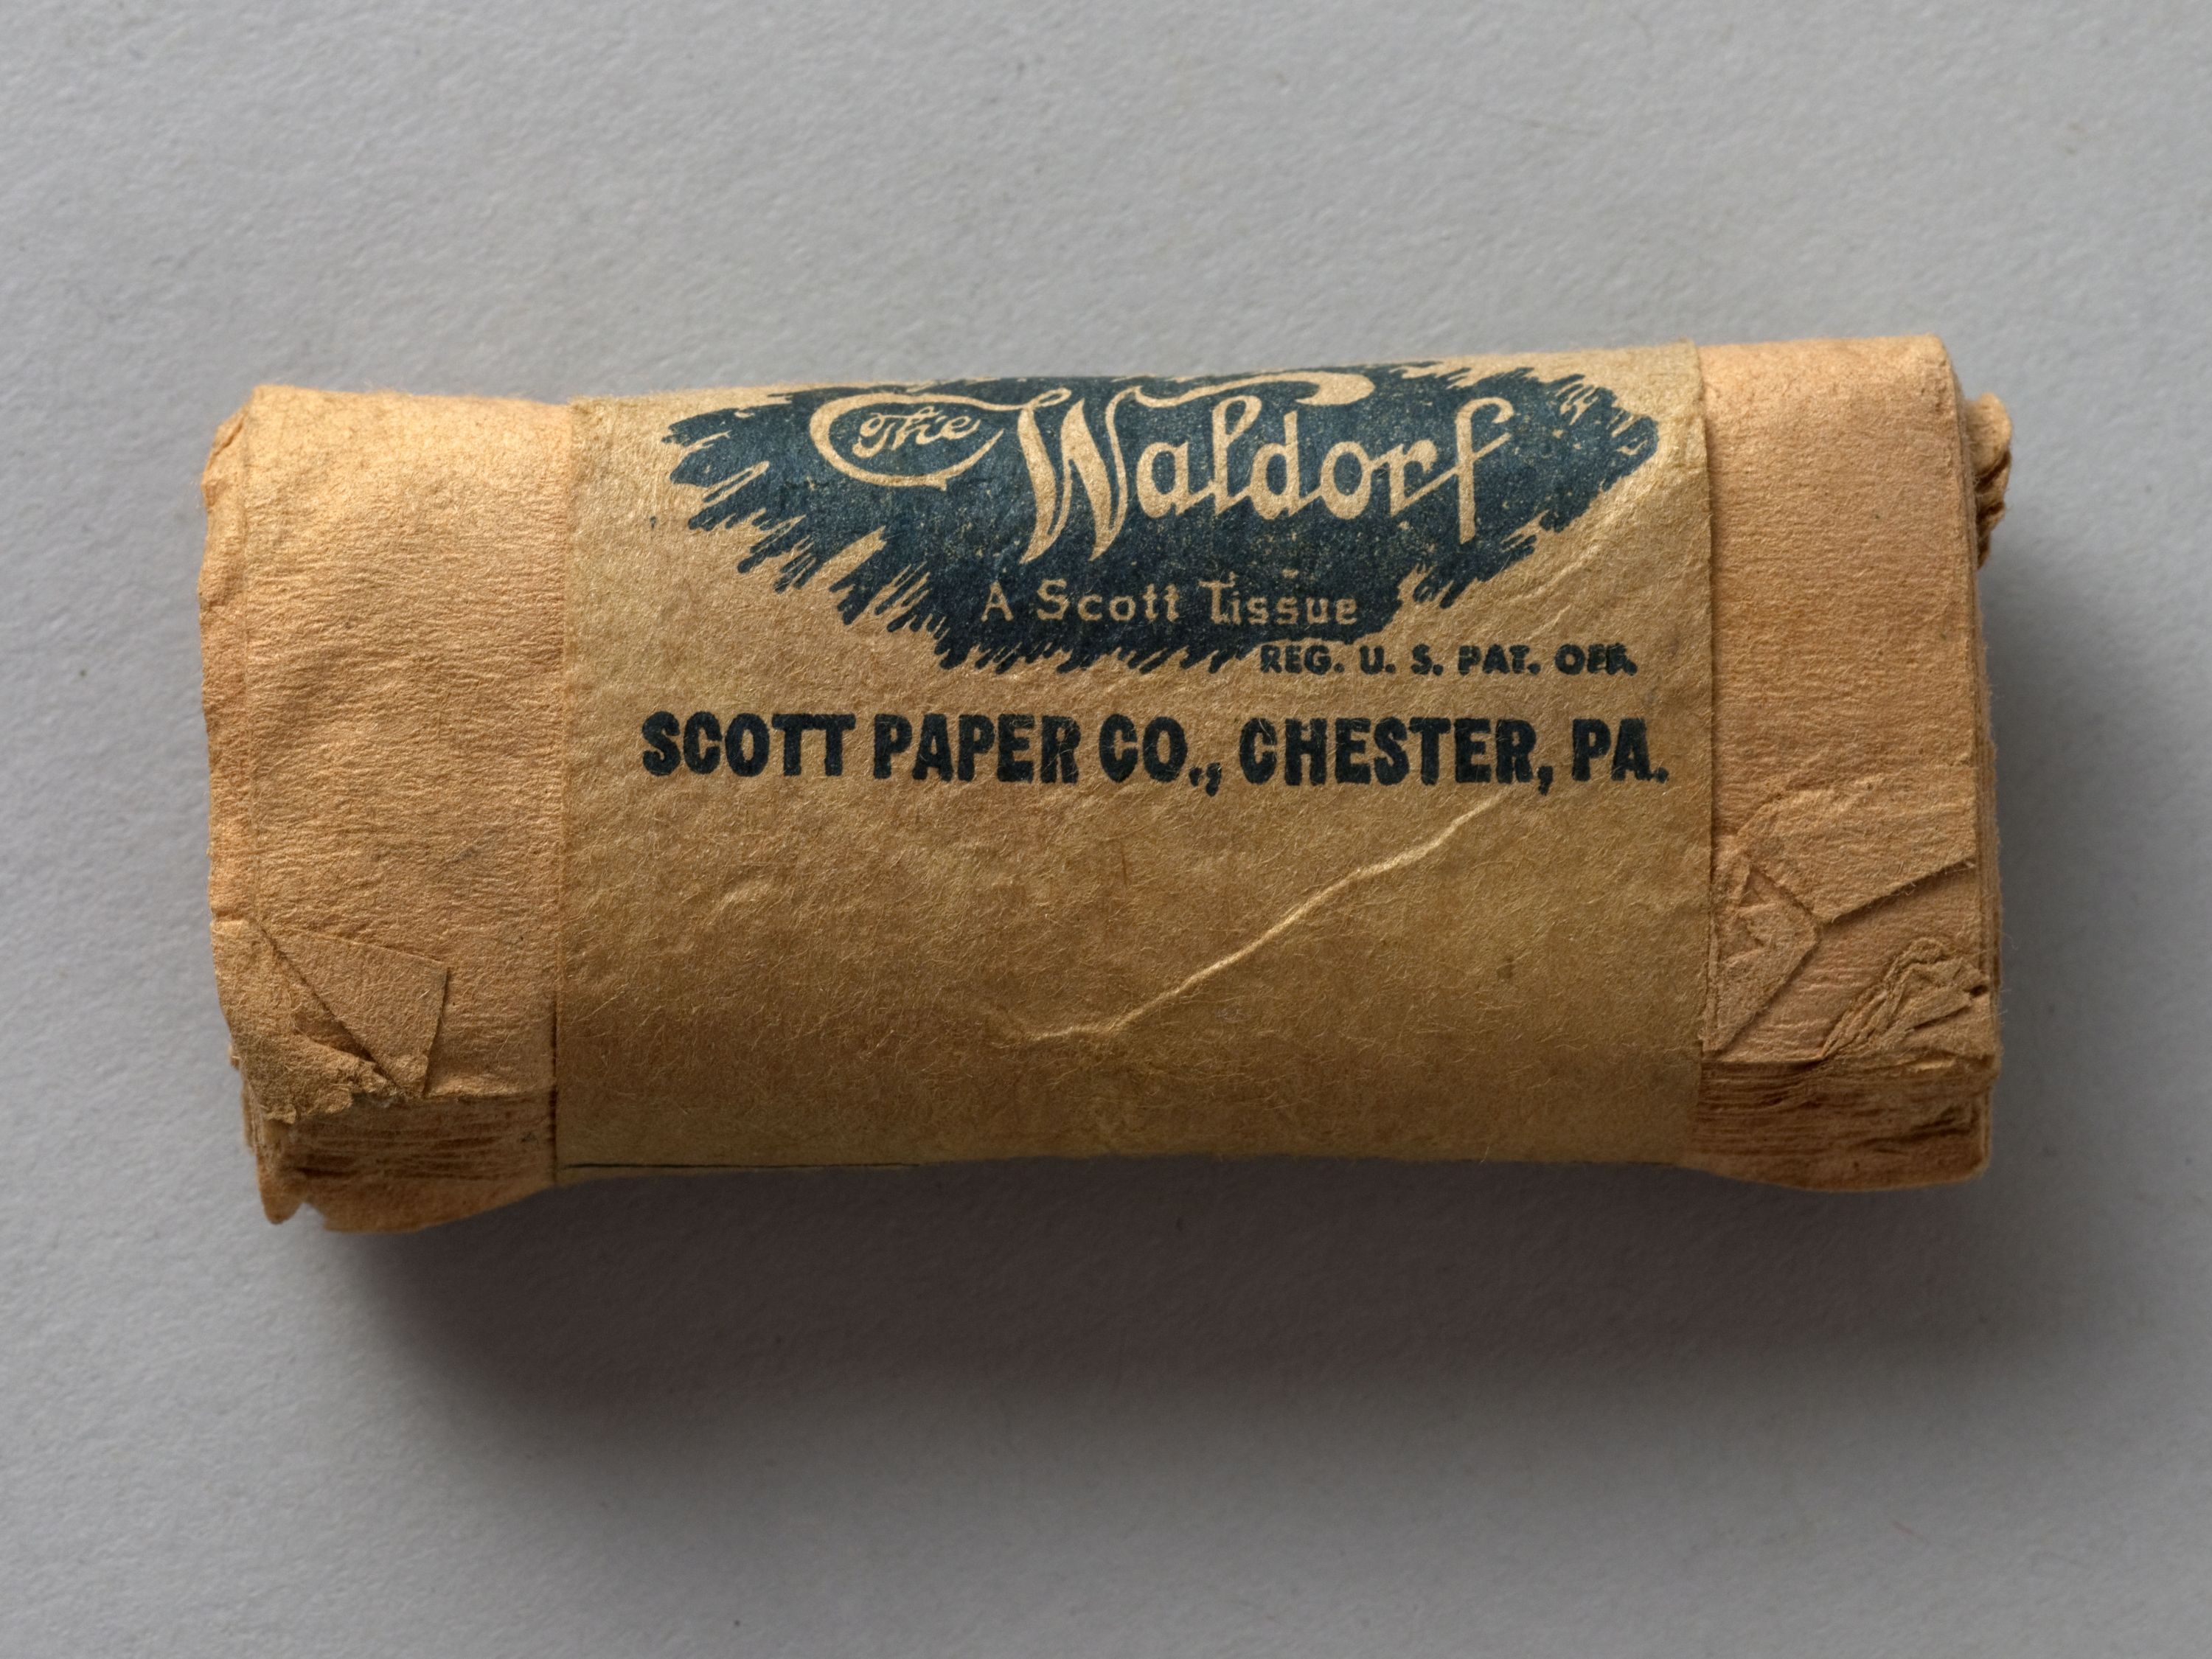 The Waldorf
A Scott Tissue
REG. U. S. PAT. OFF.
SCOTT PAPER CO., CHESTER, PA.